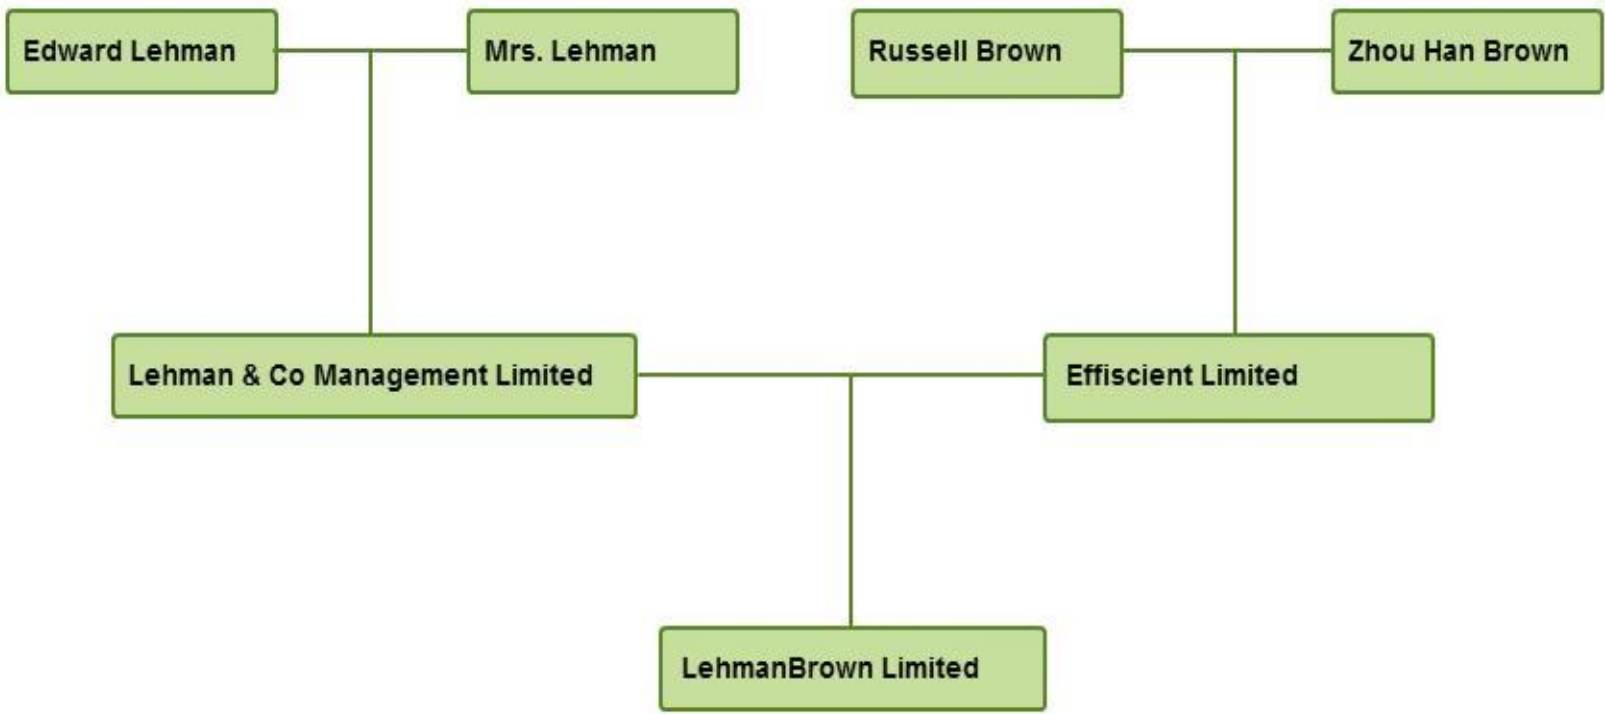 Edward Lehman
Mrs. Lehman
Russell Brown
Zhou Han Brown
Lehman & Co Management Limited
Effiscient Limited
LehmanBrown Limited